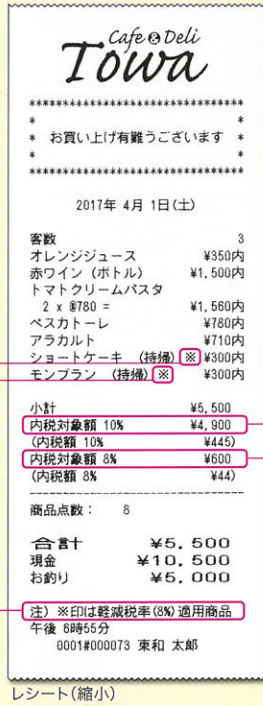 Cafe & Deli
Towa
********************************
* *
* お買い上げ有難うございます *
* *
********************************
2017年 4月 1日(土)
客数 3
オレンジジュース ¥350内
赤ワイン (ボトル) ¥1,500内
トマトクリームパスタ
2 x @780 = ¥1,560内
ペスカトーレ ¥780内
アラカルト ¥710内
ショートケーキ (持帰) ※ ¥300内
モンブラン (持帰) ※ ¥300内
小計 ¥5,500
内税対象額 10% ¥4,900
(内税額 10% ¥445)
内税対象額 8% ¥600
(内税額 8% ¥44)
商品点数: 8
合計 ¥5,500
現金 ¥10,500
お釣り ¥5,000
注) ※印は軽減税率(8%)適用商品
午後 6時55分
0001#000073 東和 太郎
レシート(縮小)